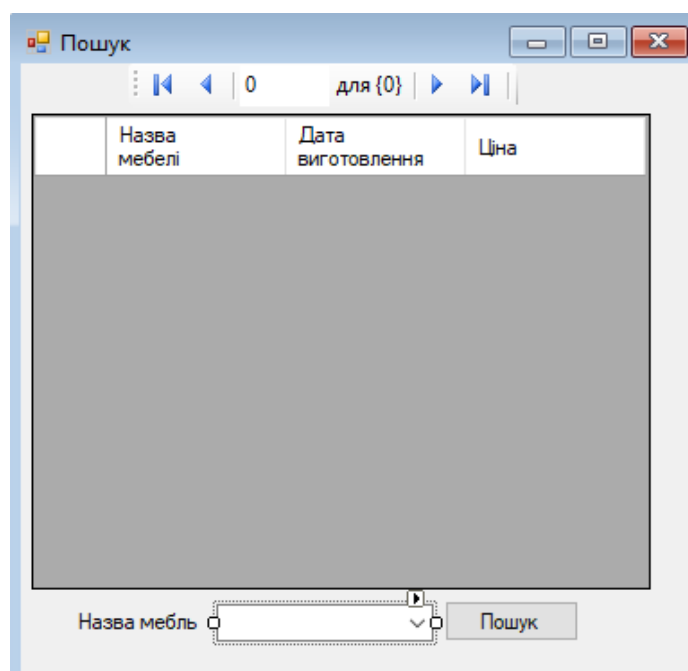 Пошук
0 для {0}
Назва мебелі Дата виготовлення Ціна
Назва мебль Пошук